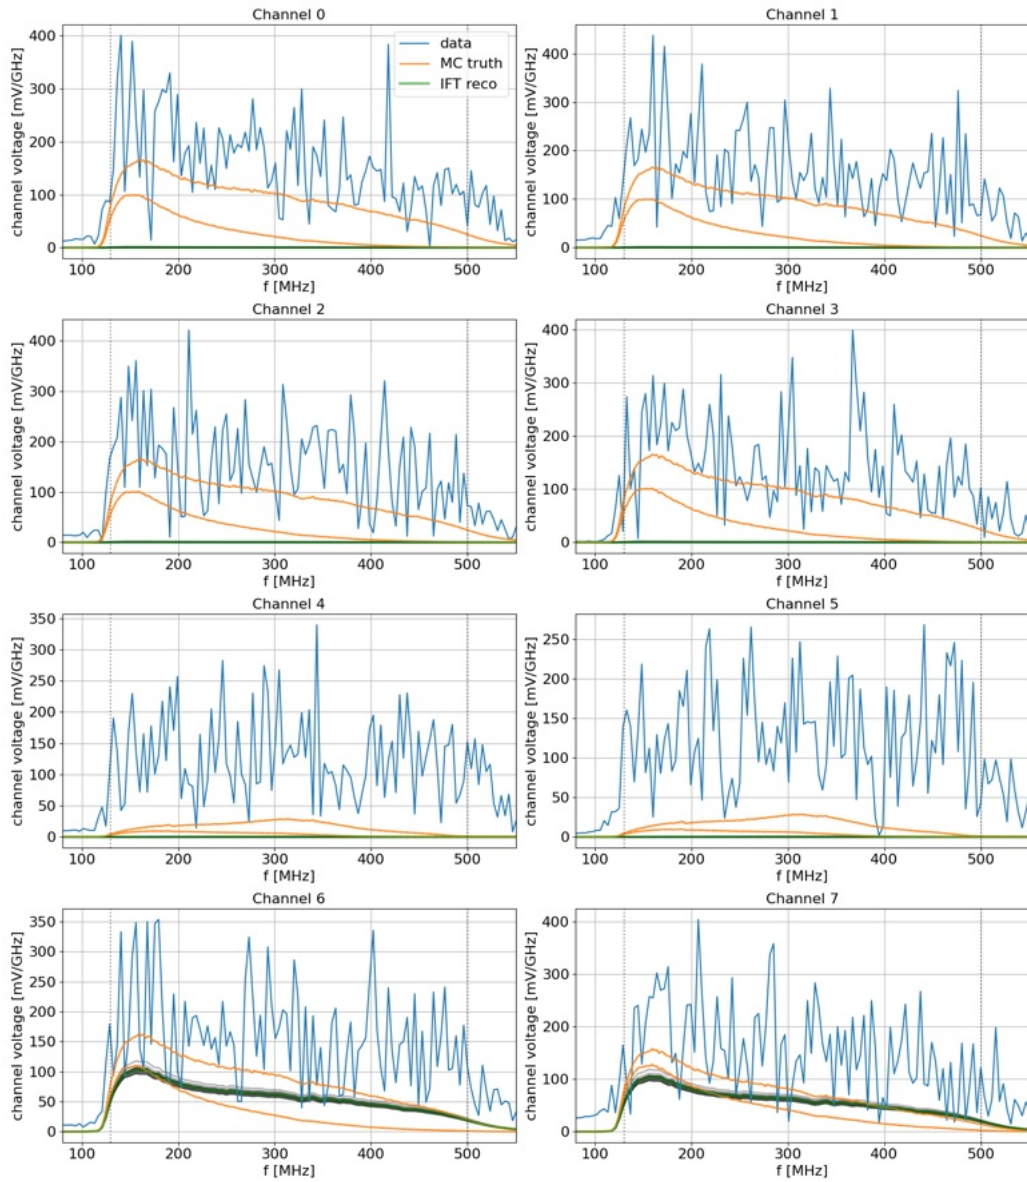 Channel 0
channel voltage [mV/GHz]
400
300
200
100
0
data
MC truth
IFT reco
100 200 300 400 500
f [MHz]
Channel 1
channel voltage [mV/GHz]
400
300
200
100
0
100 200 300 400 500
f [MHz]
Channel 2
channel voltage [mV/GHz]
400
300
200
100
0
100 200 300 400 500
f [MHz]
Channel 3
channel voltage [mV/GHz]
400
300
200
100
0
100 200 300 400 500
f [MHz]
Channel 4
channel voltage [mV/GHz]
350
300
250
200
150
100
50
0
100 200 300 400 500
f [MHz]
Channel 5
channel voltage [mV/GHz]
250
200
150
100
50
0
100 200 300 400 500
f [MHz]
Channel 6
channel voltage [mV/GHz]
350
300
250
200
150
100
50
0
100 200 300 400 500
f [MHz]
Channel 7
channel voltage [mV/GHz]
400
300
200
100
0
100 200 300 400 500
f [MHz]